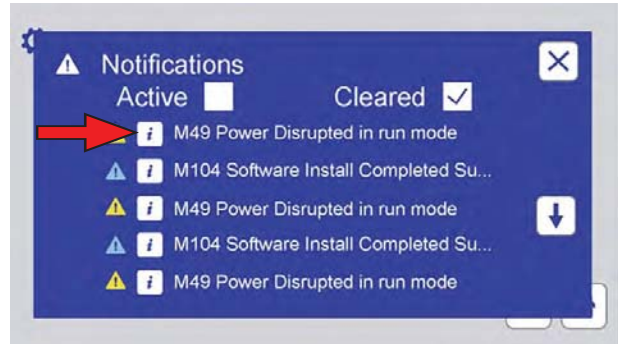 Notifications
Active Cleared
i M49 Power Disrupted in run mode
i M104 Software Install Completed Su...
i M49 Power Disrupted in run mode
i M104 Software Install Completed Su...
i M49 Power Disrupted in run mode